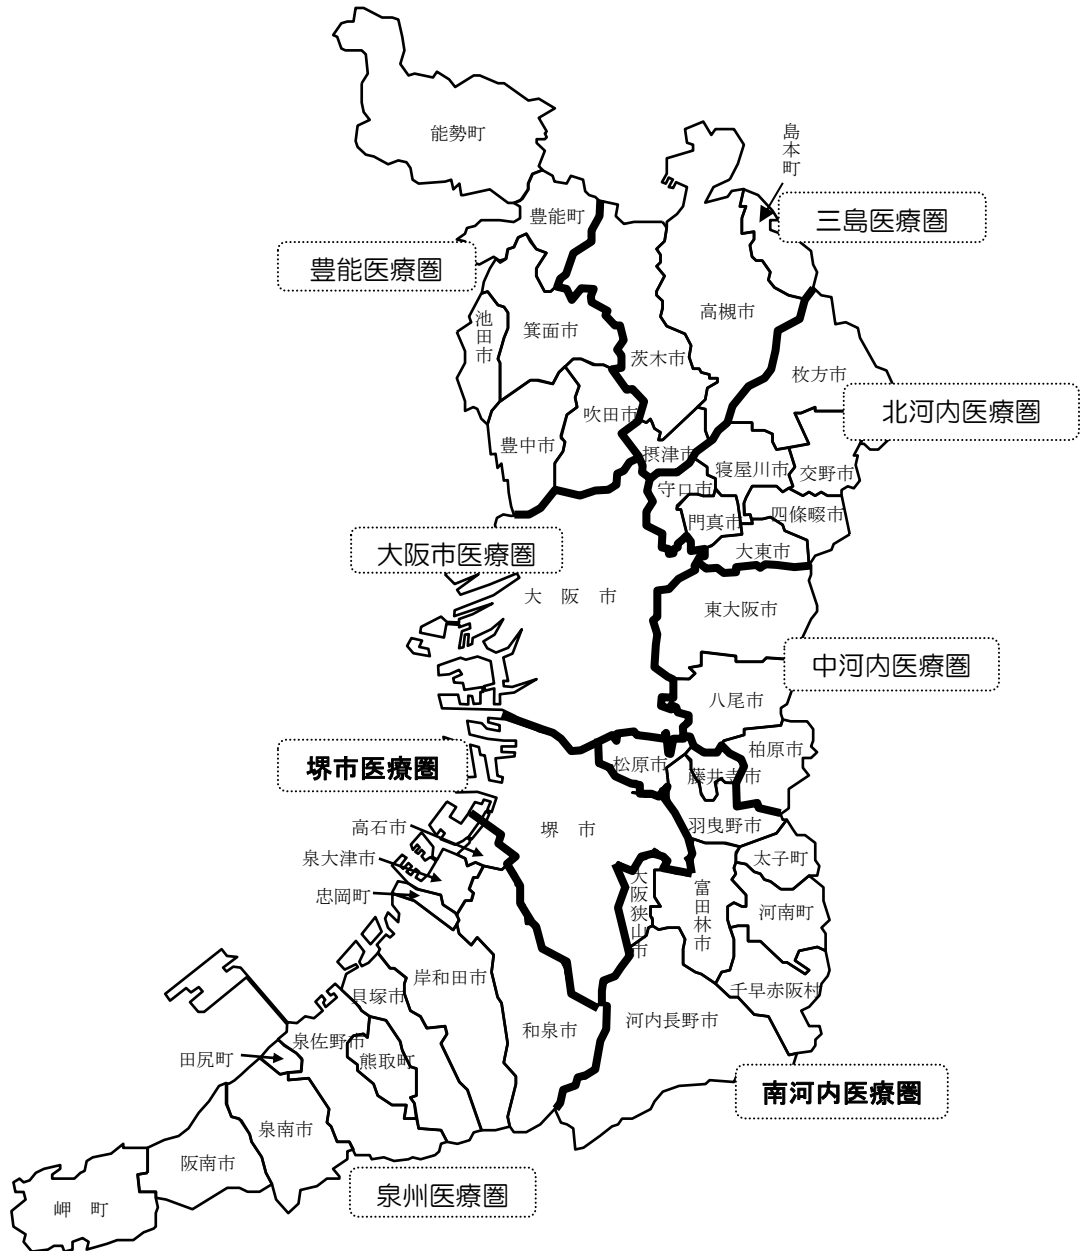 能勢町
島本町
豊能町
三島医療圏
豊能医療圏
高槻市
池田市
箕面市
茨木市
枚方市
吹田市
北河内医療圏
豊中市
摂津市
寝屋川市
交野市
守口市
門真市
四條畷市
大東市
大阪市医療圏
大 阪 市
東大阪市
中河内医療圏
八尾市
柏原市
松原市
藤井寺市
堺市医療圏
高石市
堺 市
羽曳野市
泉大津市
太子町
忠岡町
大阪狭山市
富田林市
河南町
岸和田市
貝塚市
千早赤阪村
和泉市
河内長野市
泉佐野市
田尻町
熊取町
南河内医療圏
泉南市
阪南市
泉州医療圏
岬 町